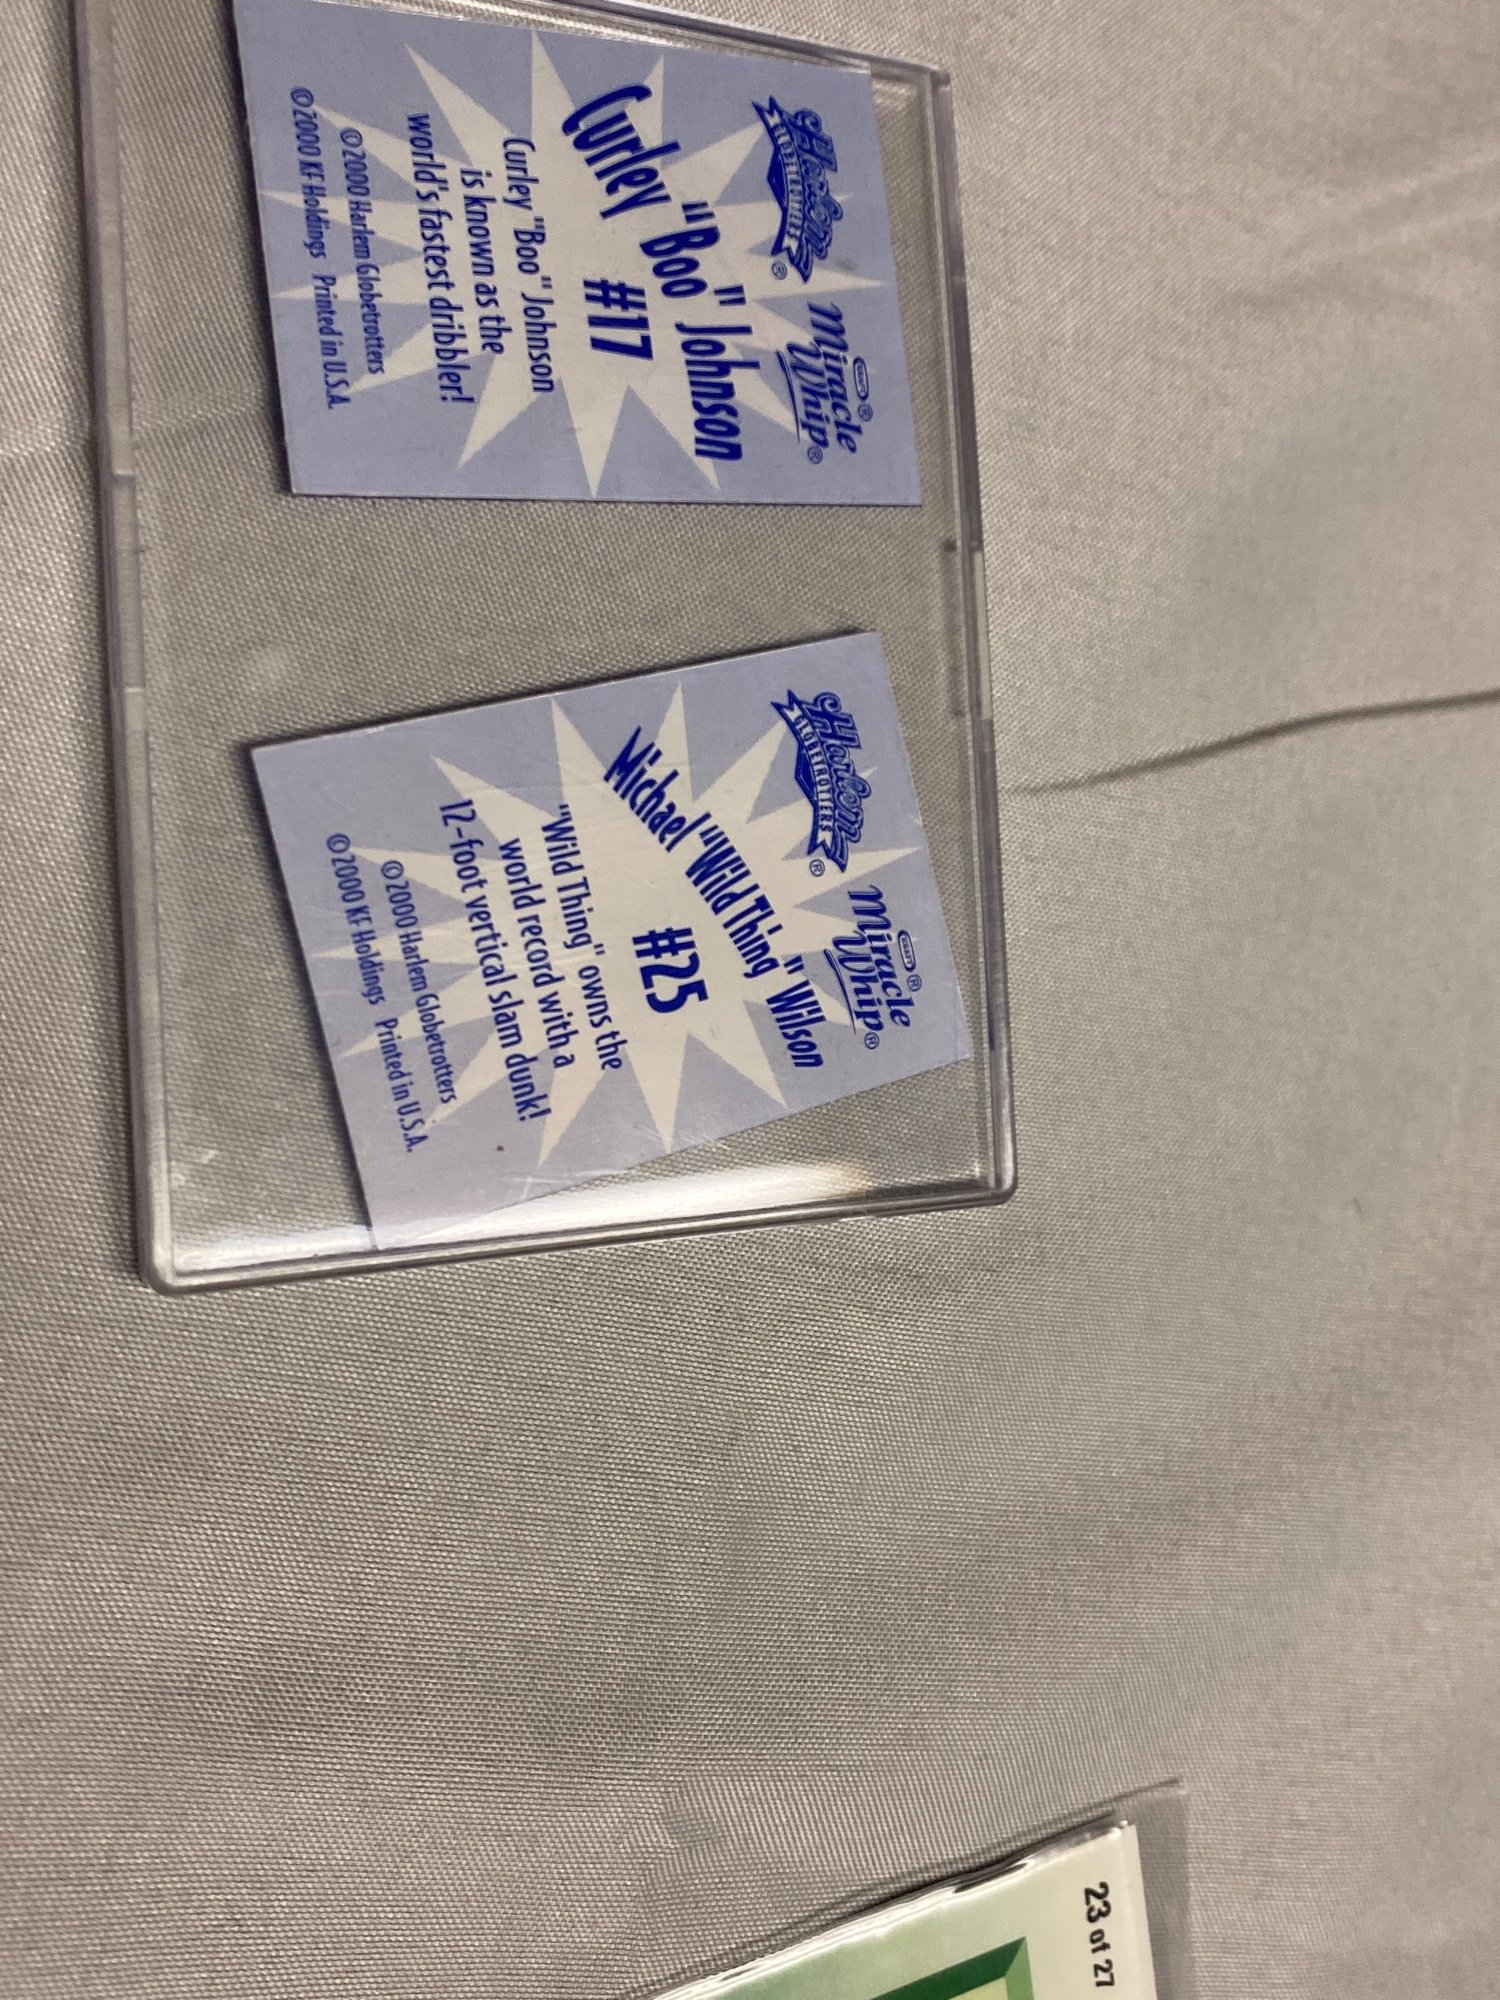 Harlem
GLOBETROTTERS®
KRAFT®
Miracle
Whip®
Curley "Boo" Johnson
#17
Curley "Boo" Johnson
is known as the
world's fastest dribbler!
©2000 Harlem Globetrotters
©2000 KF Holdings Printed in U.S.A.
Harlem
GLOBETROTTERS®
KRAFT®
Miracle
Whip®
Michael "Wild Thing" Wilson
#25
"Wild Thing" owns the
world record with a
12-foot vertical slam dunk!
©2000 Harlem Globetrotters
©2000 KF Holdings Printed in U.S.A.
23 of 27